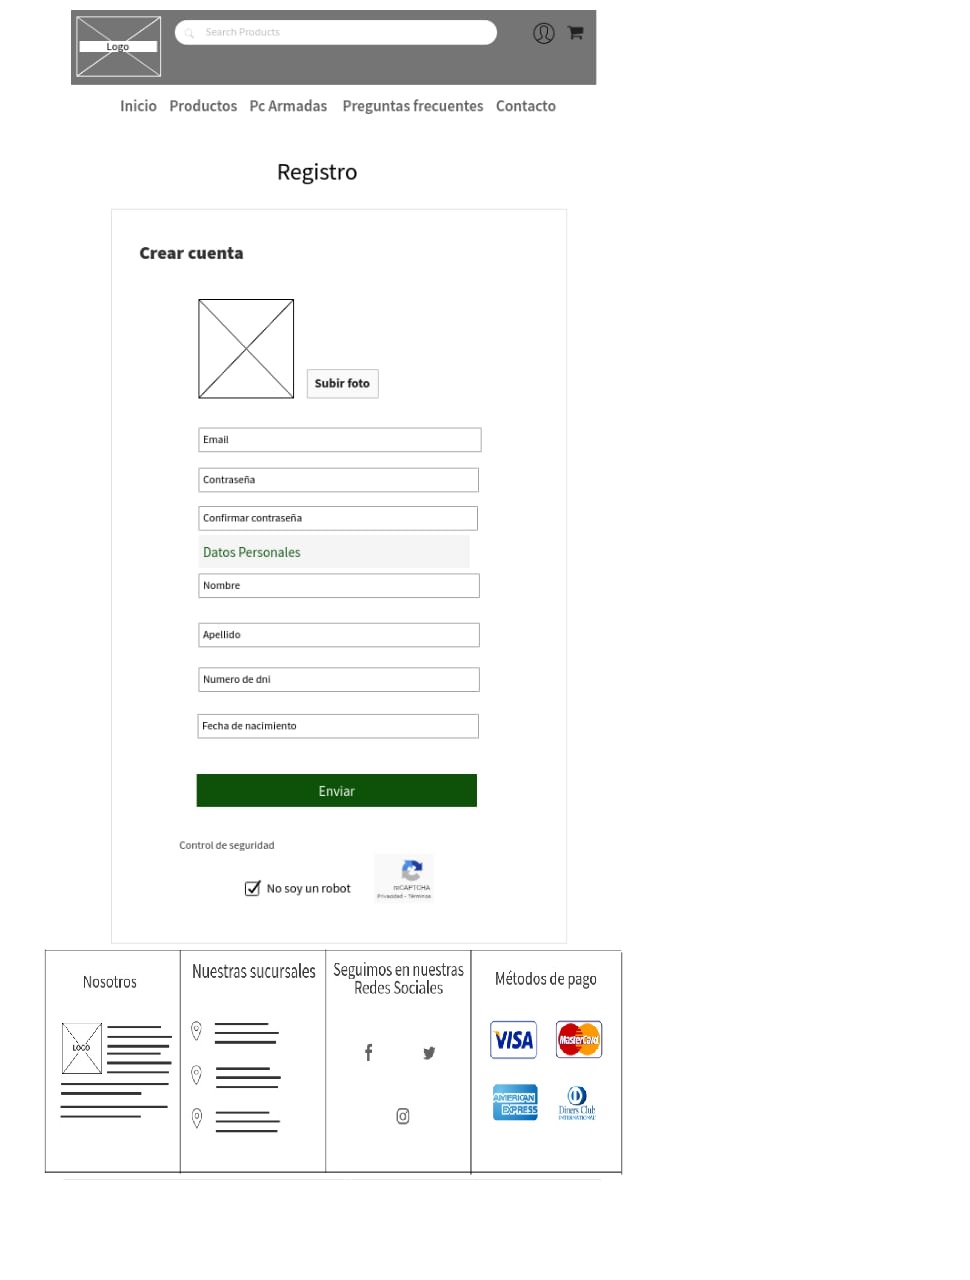 Logo
Search Products
Inicio Productos Pc Armadas Preguntas frecuentes Contacto
Registro
Crear cuenta
Subir foto
Email
Contraseña
Confirmar contraseña
Datos Personales
Nombre
Apellido
Numero de dni
Fecha de nacimiento
Enviar
Control de seguridad
No soy un robot
reCAPTCHA
Privacidad - Términos
Nosotros
LOGO
Nuestras sucursales
Seguimos en nuestras
Redes Sociales
Métodos de pago
VISA
MasterCard
AMERICAN
EXPRESS
Diners Club
INTERNATIONAL